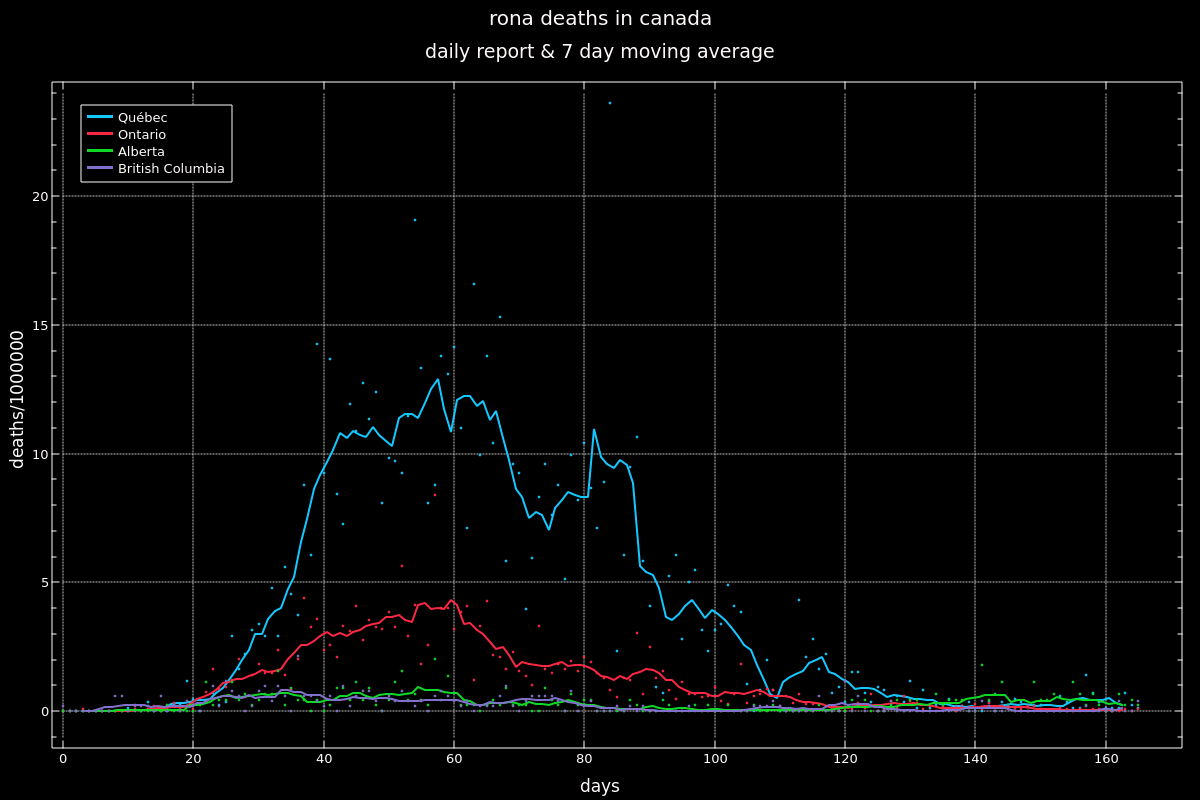 rona deaths in canada
daily report & 7 day moving average
Québec
Ontario
Alberta
British Columbia
deaths/1000000
20
15
10
5
0
0 20 40 60 80 100 120 140 160
days